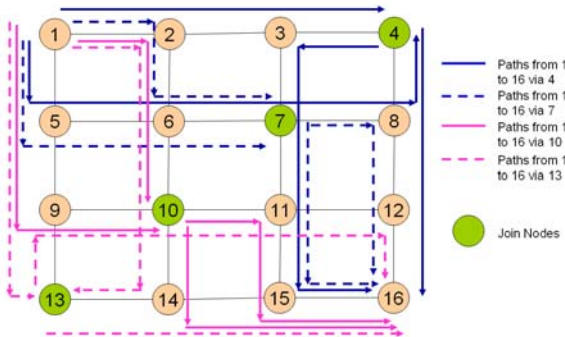 1 2 3 4
5 6 7 8
9 10 11 12
13 14 15 16
Paths from 1
to 16 via 4
Paths from 1
to 16 via 7
Paths from 1
to 16 via 10
Paths from 1
to 16 via 13
Join Nodes